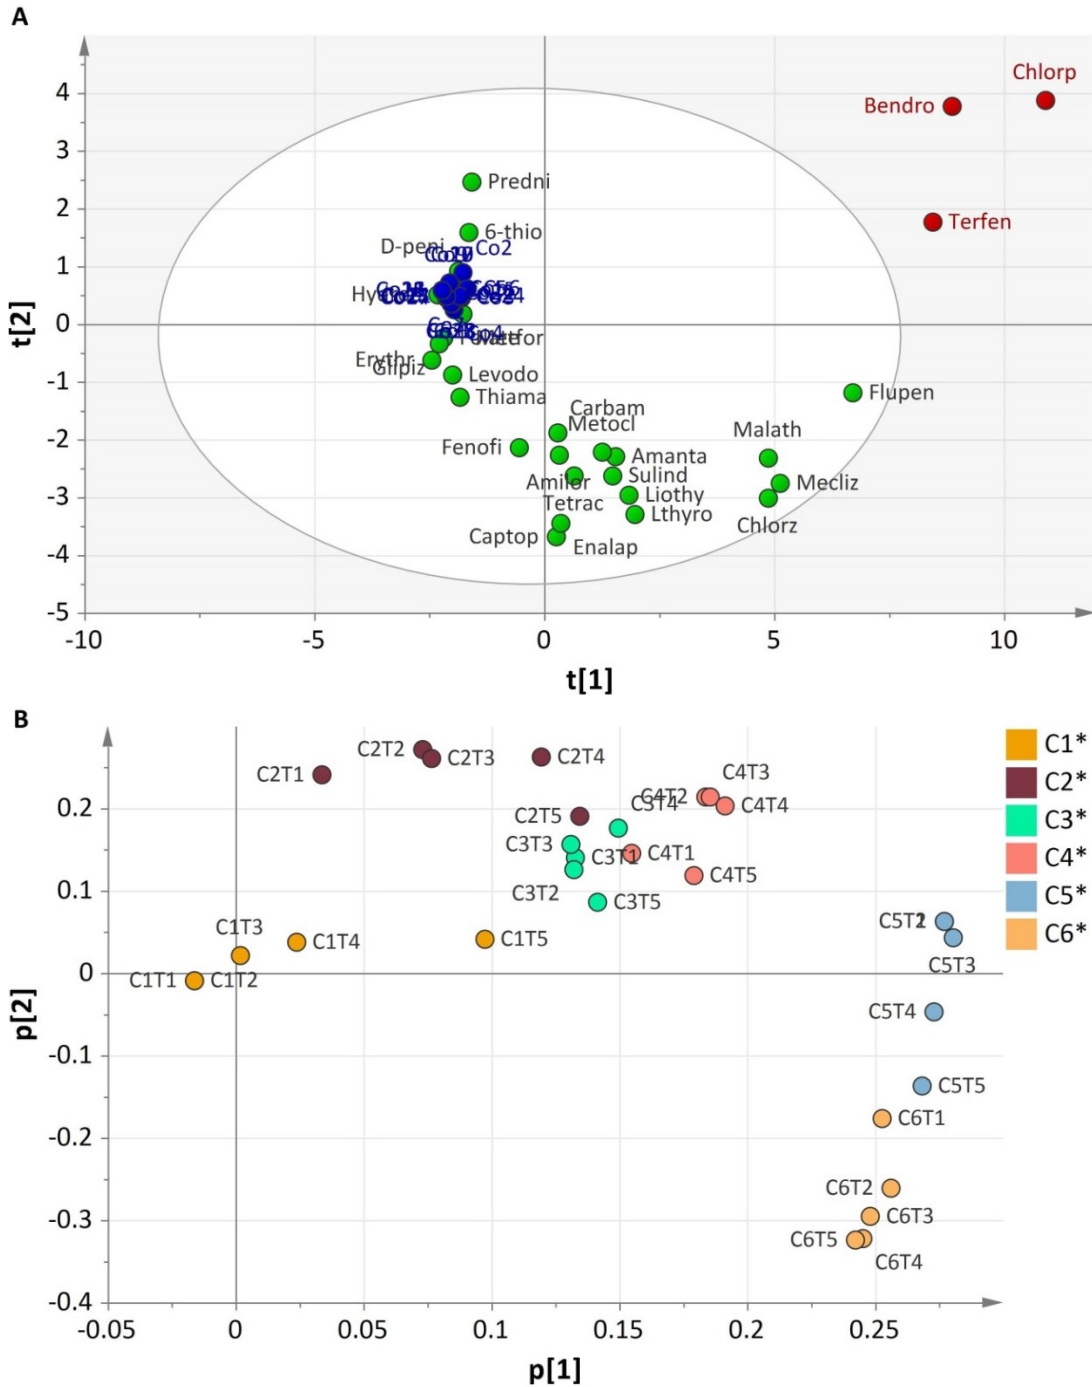 A
Chlorp
4
Bendro
3
Predni
2
6-thio
Terfen
D-peni
Co2
1
t[2]
0
Erythr
Glipiz
Levodo
-1
Thiama
Flupen
Carbam
Metocl
Malath
-2
Fenofi
Amanta
Amilor
Sulind
Mecliz
-3
Tetrac
Liothy
Lthyro
Chlorz
Captop
Enalap
-4
-5
-10 -5 0 5 10
t[1]
B
C1*
C2*
C3*
C4*
C5*
C6*
C2T2
C2T3
C2T4
C4T3
C2T1
C4T2
C3T4
C4T4
0.2
C2T5
C3T3
C3T1
C4T1
C3T2
C4T5
0.1
C3T5
C1T3
C1T4
C1T5
C5T3
0
C1T1
C1T2
p[2]
C5T4
-0.1
C5T5
C6T1
-0.2
C6T2
-0.3
C6T3
C6T5
C6T4
-0.4
-0.05 0 0.05 0.1 0.15 0.2 0.25
p[1]